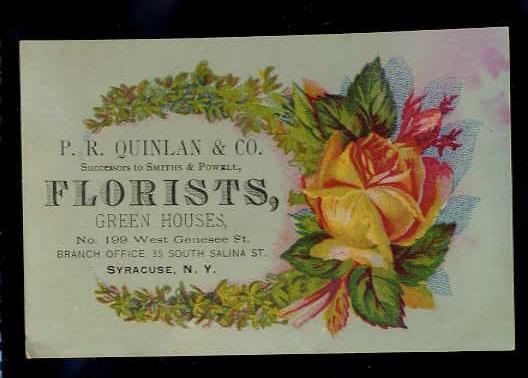 P. R. QUINLAN & CO.
Successors to SMITHS & POWELL,
FLORISTS,
GREEN HOUSES,
No. 199 West Genesee St.
BRANCH OFFICE, 35 SOUTH SALINA ST.
SYRACUSE, N. Y.